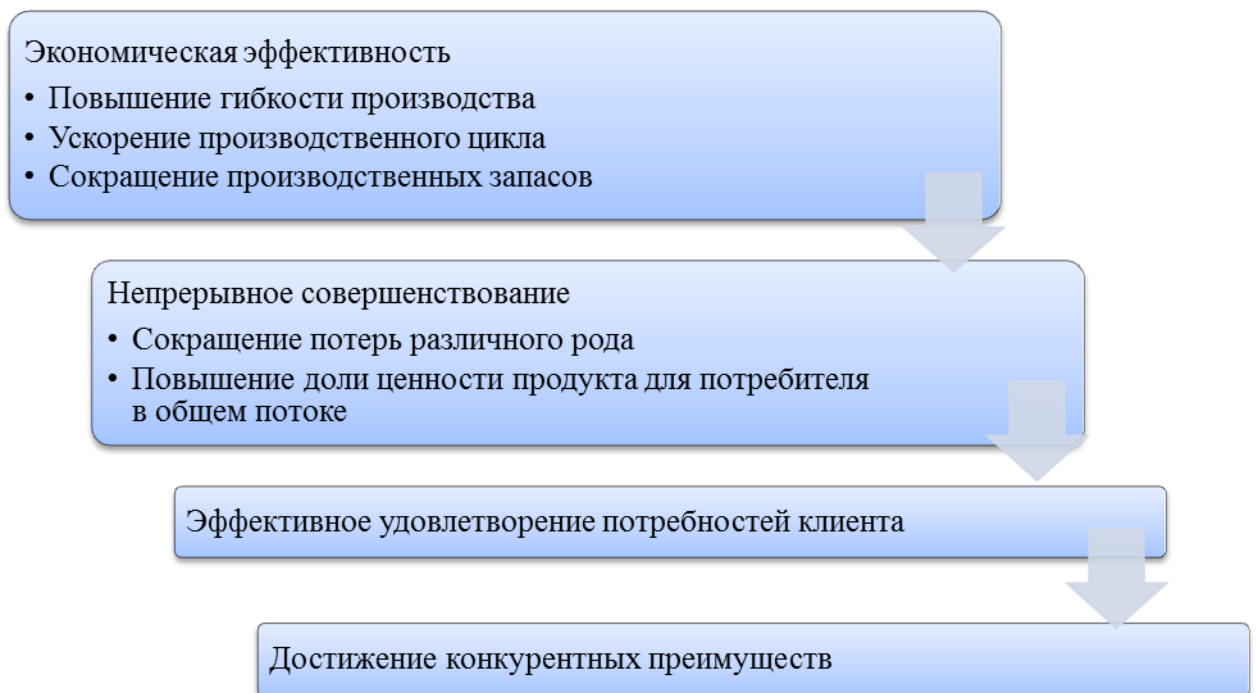 Экономическая эффективность
• Повышение гибкости производства
• Ускорение производственного цикла
• Сокращение производственных запасов
Непрерывное совершенствование
• Сокращение потерь различного рода
• Повышение доли ценности продукта для потребителя
в общем потоке
Эффективное удовлетворение потребностей клиента
Достижение конкурентных преимуществ